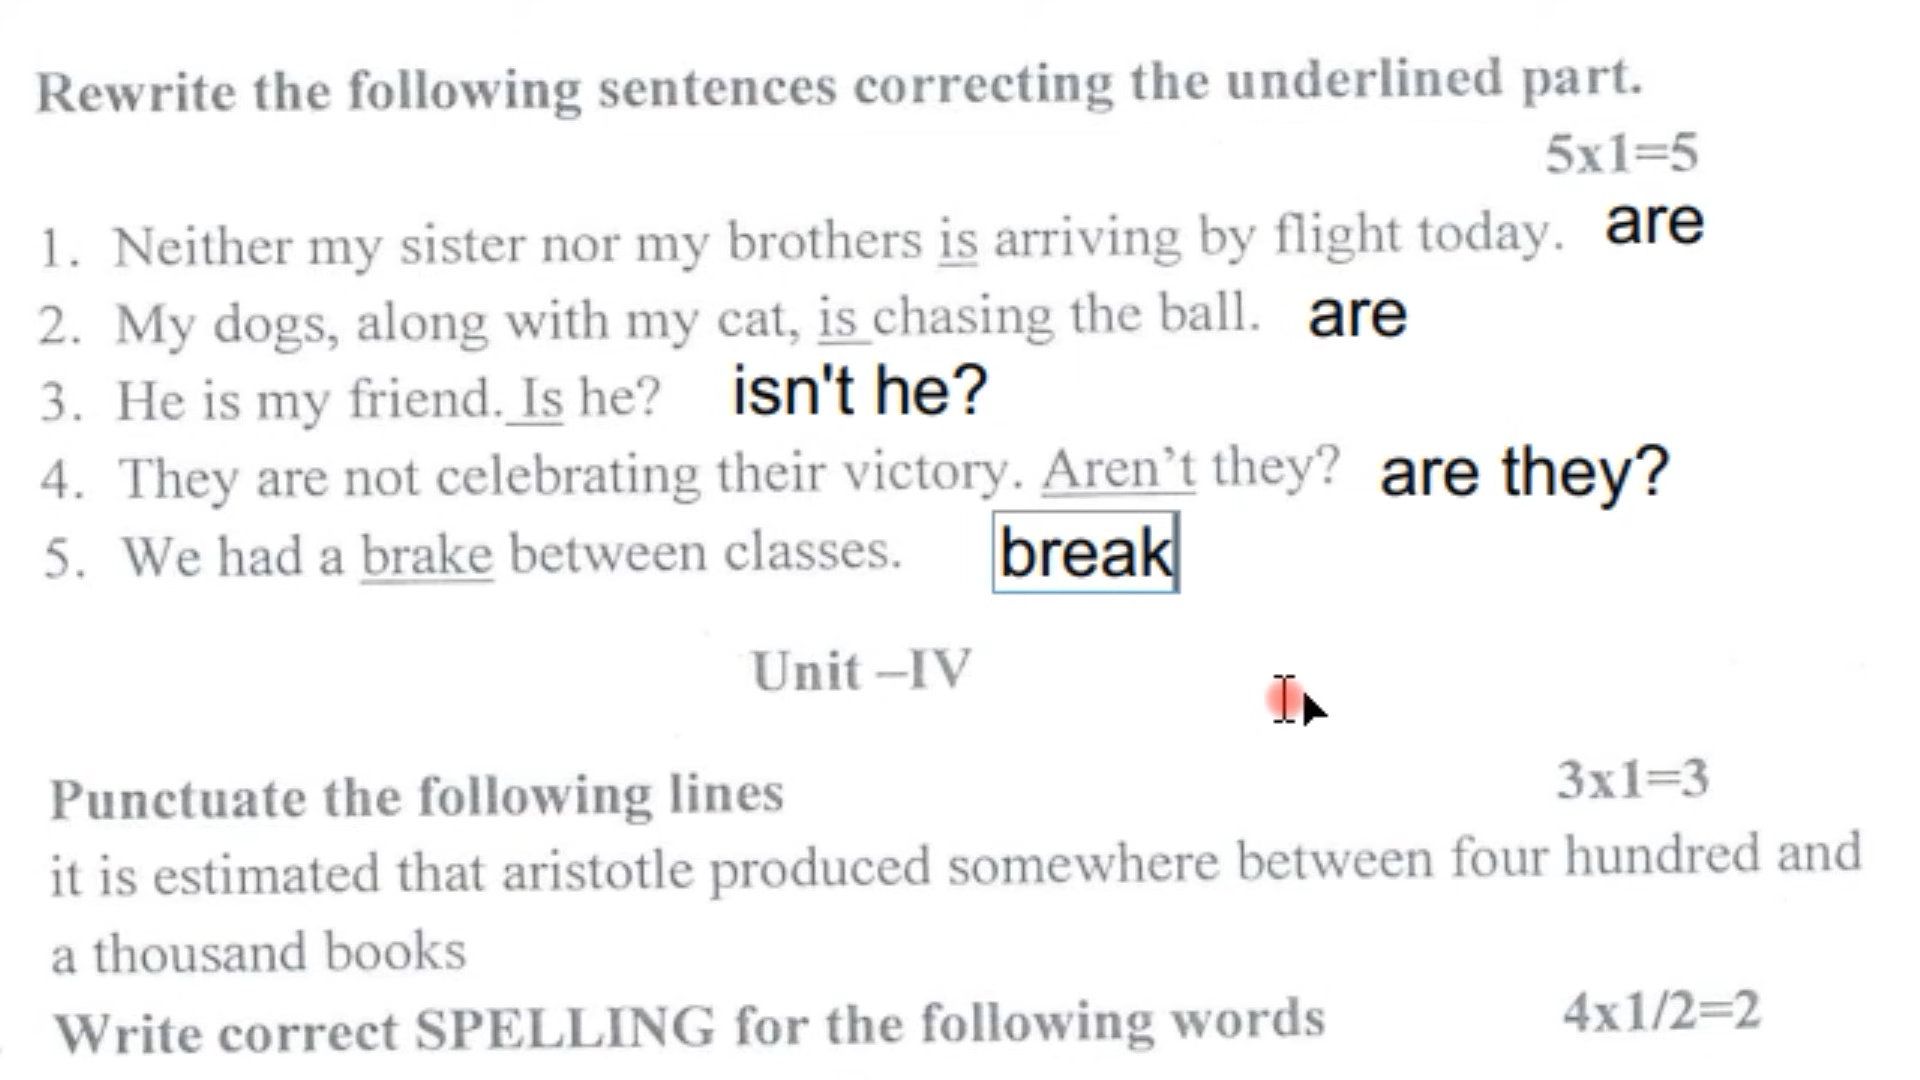 Rewrite the following sentences correcting the underlined part.
5x1=5
1. Neither my sister nor my brothers is arriving by flight today. are
2. My dogs, along with my cat, is chasing the ball. are
3. He is my friend. Is he? isn't he?
4. They are not celebrating their victory. Aren't they? are they?
5. We had a brake between classes. break
Unit –IV
Punctuate the following lines 3x1=3
it is estimated that aristotle produced somewhere between four hundred and
a thousand books
Write correct SPELLING for the following words 4x1/2=2